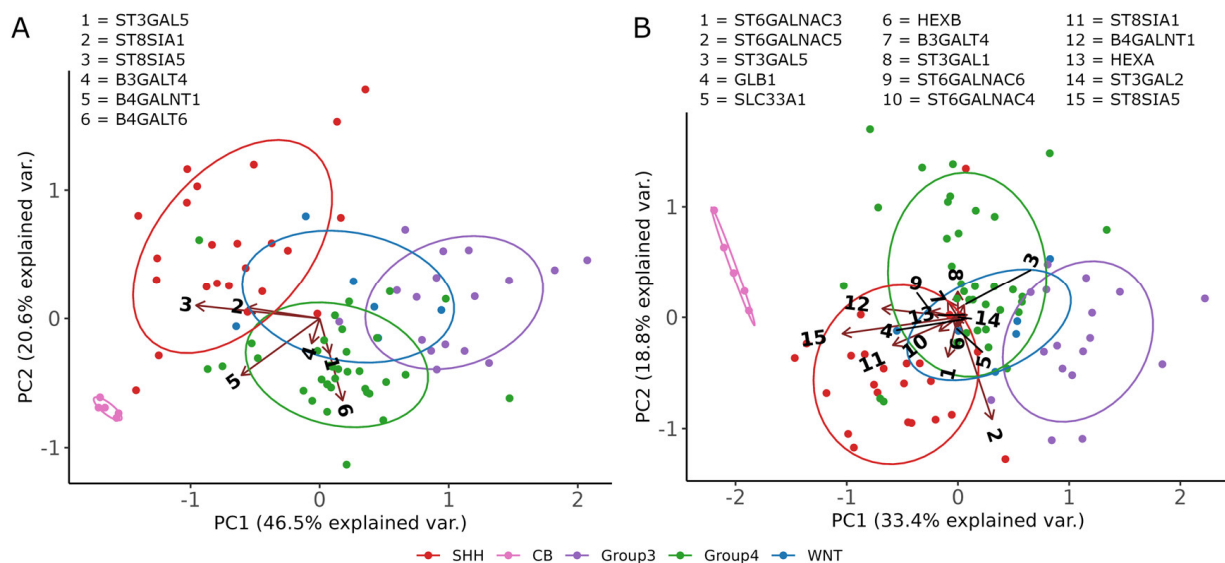 A
1 = ST3GAL5
2 = ST8SIA1
3 = ST8SIA5
4 = B3GALT4
5 = B4GALNT1
6 = B4GALT6
PC2 (20.6% explained var.)
1
0
-1
3
2
4
1
5
6
-1 0 1 2
PC1 (46.5% explained var.)
B
1 = ST6GALNAC3 6 = HEXB 11 = ST8SIA1
2 = ST6GALNAC5 7 = B3GALT4 12 = B4GALNT1
3 = ST3GAL5 8 = ST3GAL1 13 = HEXA
4 = GLB1 9 = ST6GALNAC6 14 = ST3GAL2
5 = SLC33A1 10 = ST6GALNAC4 15 = ST8SIA5
PC2 (18.8% explained var.)
1
0
-1
3
8
9
7
12
13
14
15
4
10
6
11
5
1
2
-2 -1 0 1 2
PC1 (33.4% explained var.)
SHH CB Group3 Group4 WNT